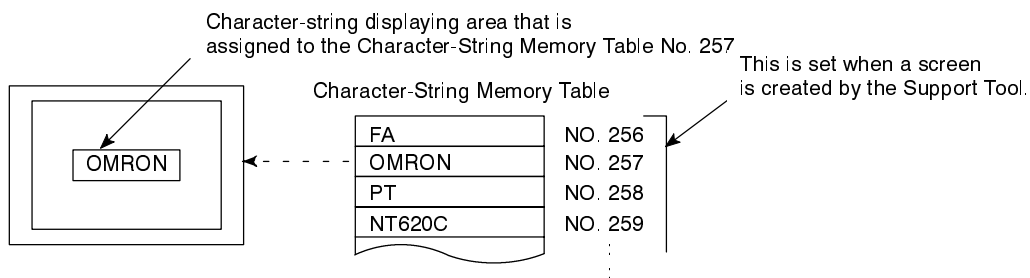 Character-string displaying area that is
assigned to the Character-String Memory Table No. 257
This is set when a screen
is created by the Support Tool.
Character-String Memory Table
FA NO. 256
OMRON OMRON NO. 257
PT NO. 258
NT620C NO. 259